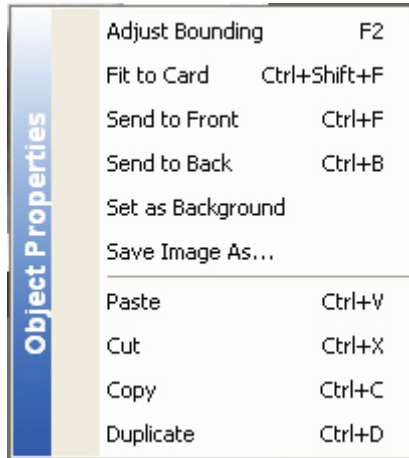 Object Properties
Adjust Bounding F2
Fit to Card Ctrl+Shift+F
Send to Front Ctrl+F
Send to Back Ctrl+B
Set as Background
Save Image As...
Paste Ctrl+V
Cut Ctrl+X
Copy Ctrl+C
Duplicate Ctrl+D